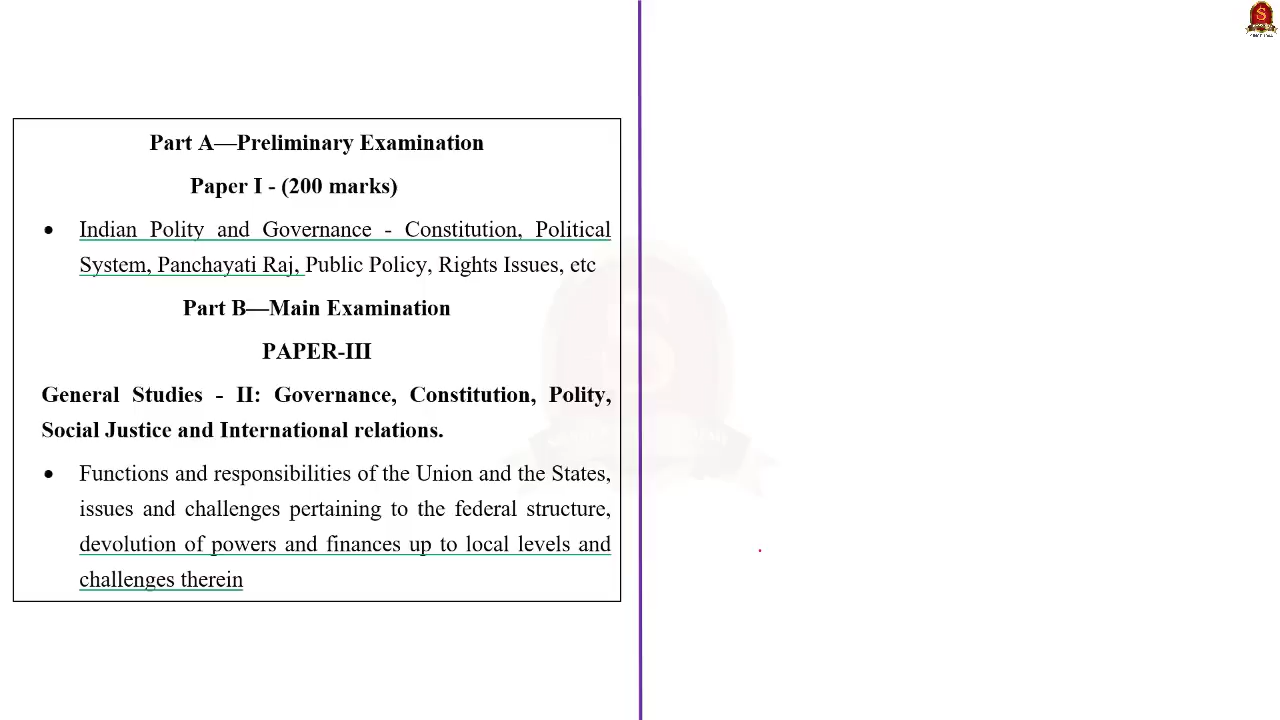 Part A—Preliminary Examination
Paper I - (200 marks)
• Indian Polity and Governance - Constitution, Political
System, Panchayati Raj, Public Policy, Rights Issues, etc
Part B—Main Examination
PAPER-III
General Studies - II: Governance, Constitution, Polity,
Social Justice and International relations.
• Functions and responsibilities of the Union and the States,
issues and challenges pertaining to the federal structure,
devolution of powers and finances up to local levels and
challenges therein